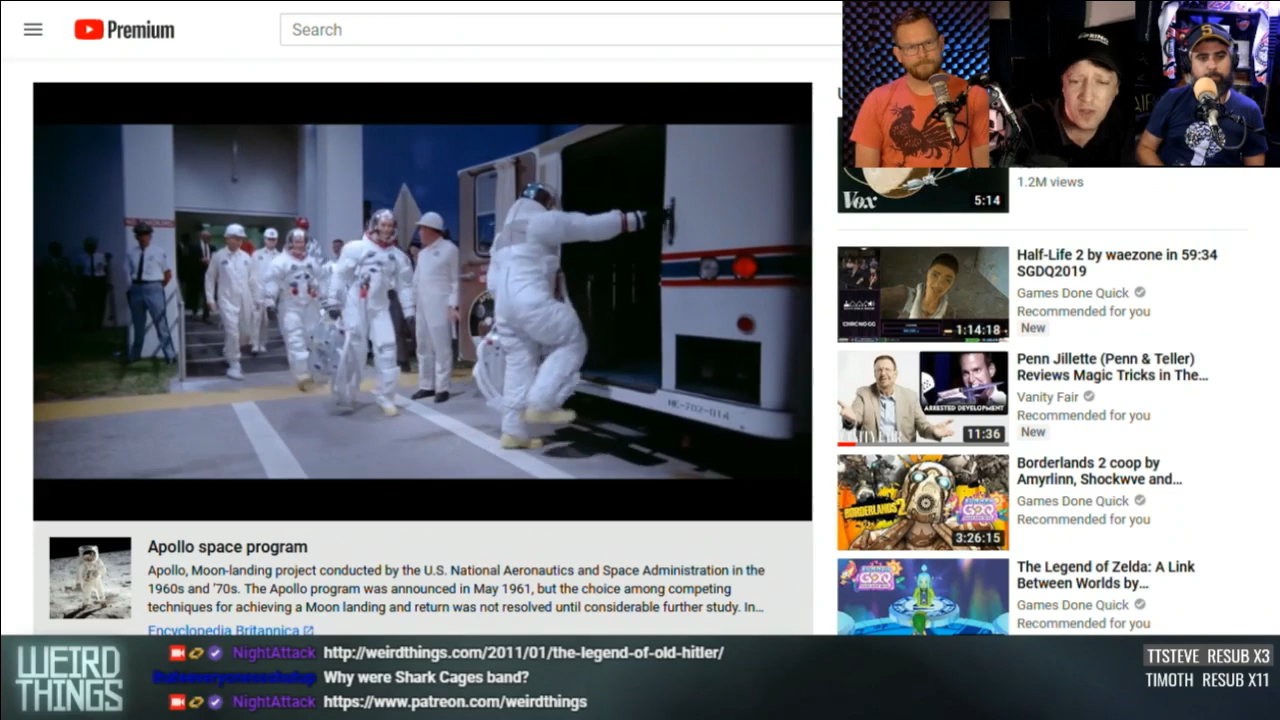 Premium
Search
Vox
5:14
1.2M views
1:14:18
Half-Life 2 by waezone in 59:34
SGDQ2019
Games Done Quick
Recommended for you
New
ARRESTED DEVELOPMENT
11:36
Penn Jillette (Penn & Teller)
Reviews Magic Tricks in The...
Vanity Fair
Recommended for you
New
BORDERLANDS 2
3:26:15
Borderlands 2 coop by
Amyrlinn, Shockwve and...
Games Done Quick
Recommended for you
The Legend of Zelda: A Link
Between Worlds by...
Games Done Quick
Recommended for you
Apollo space program
Apollo, Moon-landing project conducted by the U.S. National Aeronautics and Space Administration in the
1960s and '70s. The Apollo program was announced in May 1961, but the choice among competing
techniques for achieving a Moon landing and return was not resolved until considerable further study. In...
Encyclopedia Britannica
WEIRD
THINGS
NightAttack http://weirdthings.com/2011/01/the-legend-of-old-hitler/
Why were Shark Cages band?
NightAttack https://www.patreon.com/weirdthings
TTSTEVE RESUB X3
TIMOTH RESUB X11